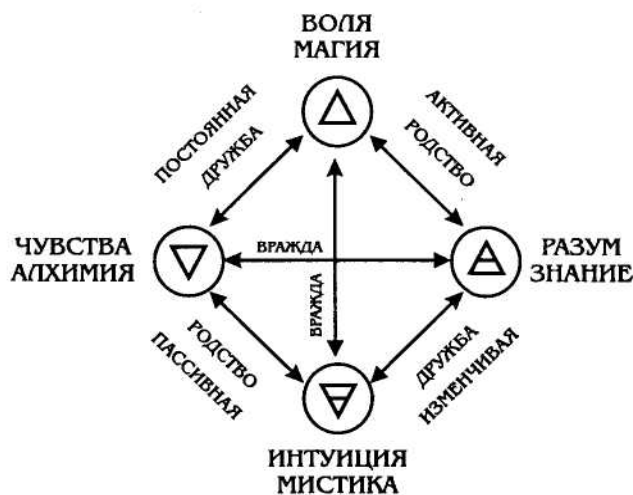 ВОЛЯ
МАГИЯ
ПОСТОЯННАЯ
ДРУЖБА
АКТИВНАЯ
РОДСТВО
ЧУВСТВА
АЛХИМИЯ
ВРАЖДА
ВРАЖДА
РАЗУМ
ЗНАНИЕ
РОДСТВО
ПАССИВНАЯ
ДРУЖБА
ИЗМЕНЧИВАЯ
ИНТУИЦИЯ
МИСТИКА